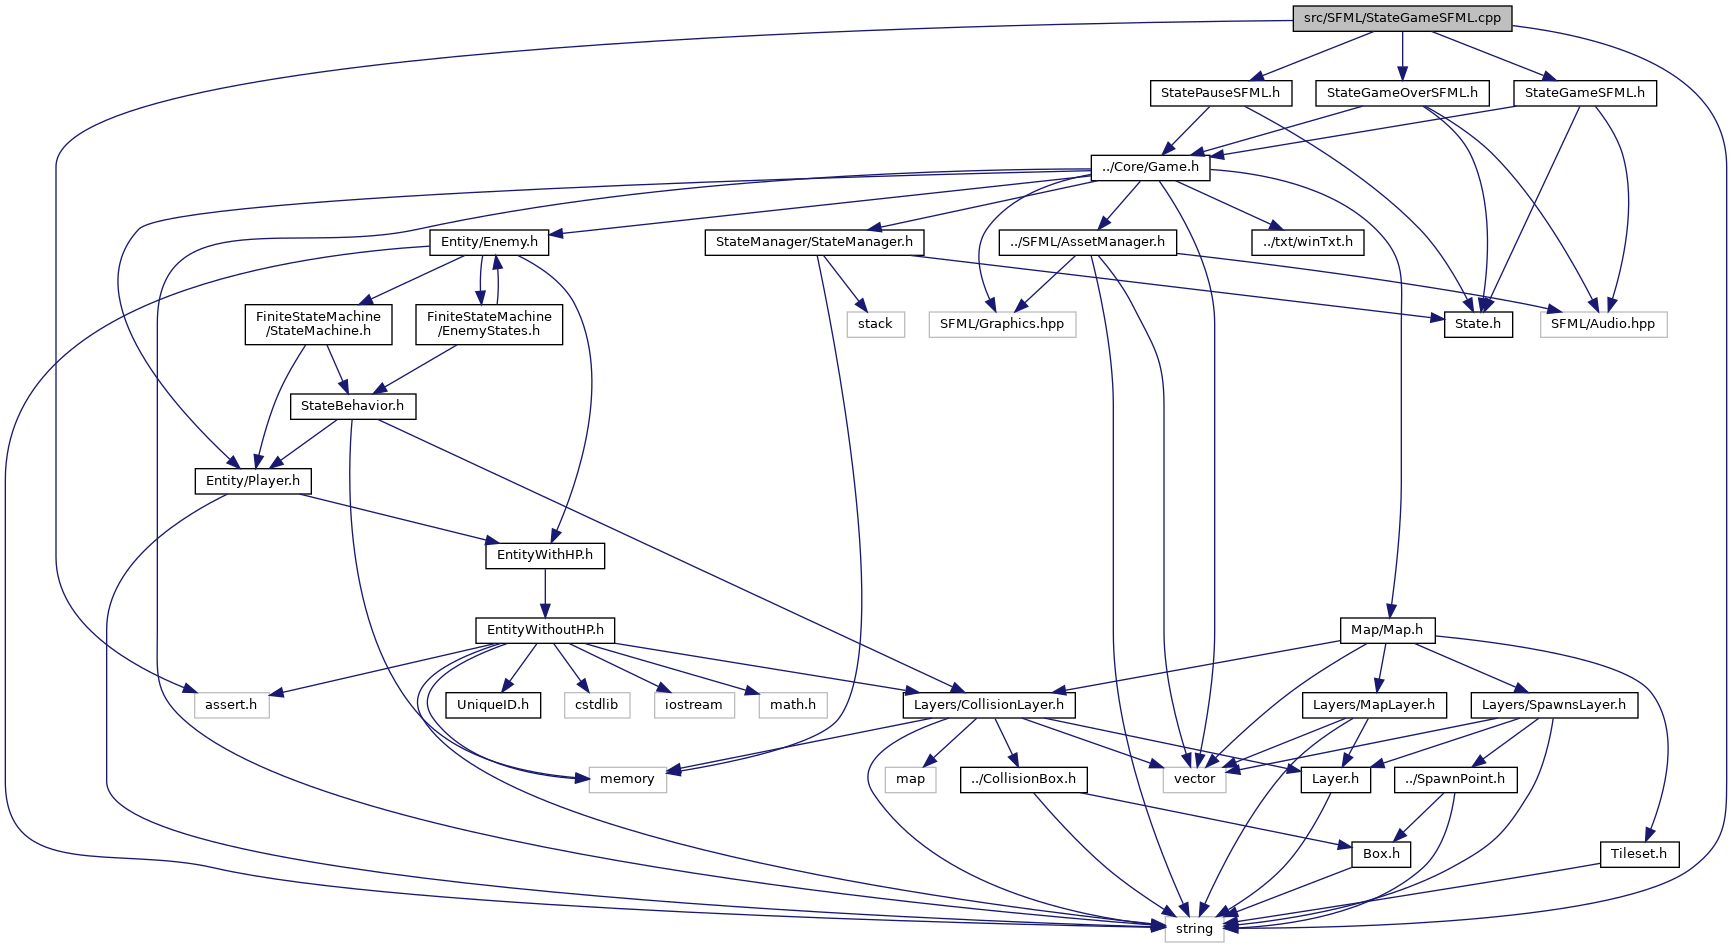 src/SFML/StateGameSFML.cpp
StatePauseSFML.h
StateGameOverSFML.h
StateGameSFML.h
../Core/Game.h
Entity/Enemy.h
StateManager/StateManager.h
../SFML/AssetManager.h
../txt/winTxt.h
FiniteStateMachine
/StateMachine.h
FiniteStateMachine
/EnemyStates.h
stack
SFML/Graphics.hpp
State.h
SFML/Audio.hpp
StateBehavior.h
Entity/Player.h
EntityWithHP.h
EntityWithoutHP.h
Map/Map.h
assert.h
UniqueID.h
cstdlib
iostream
math.h
Layers/CollisionLayer.h
Layers/MapLayer.h
Layers/SpawnsLayer.h
memory
map
../CollisionBox.h
vector
Layer.h
../SpawnPoint.h
Box.h
Tileset.h
string